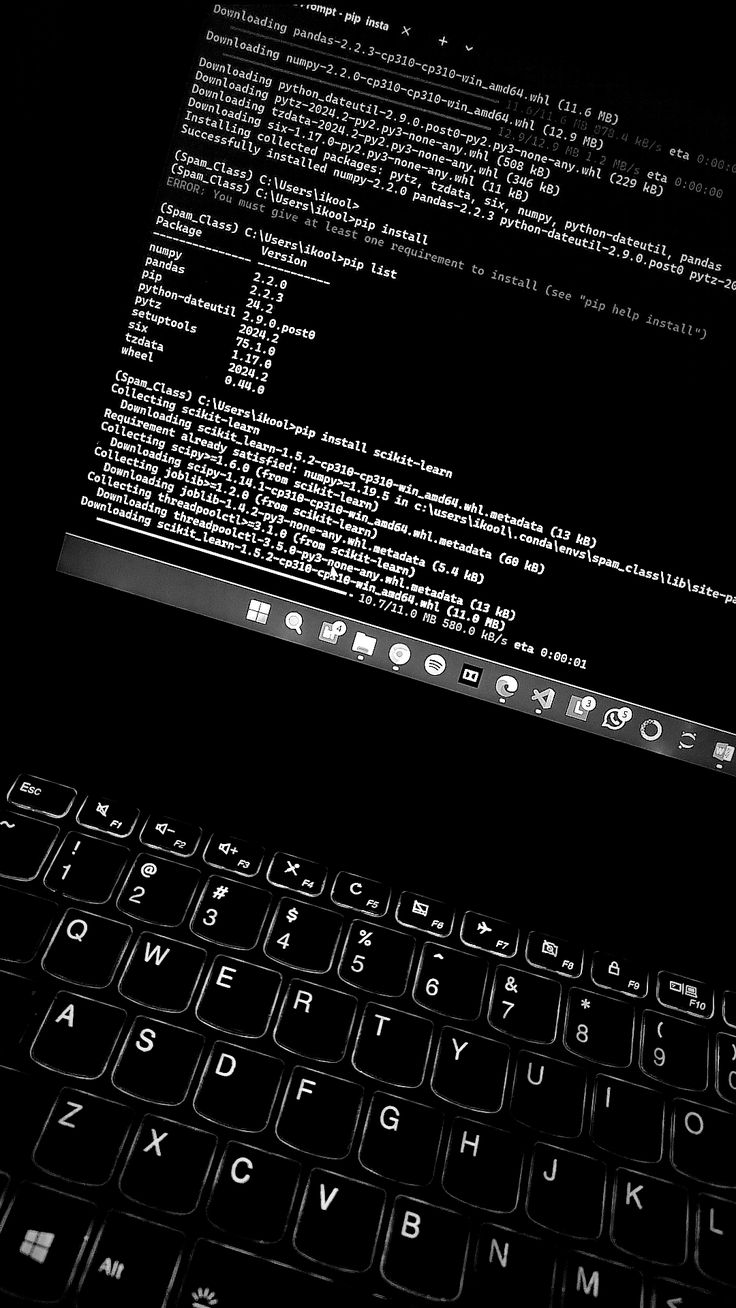 rompt - pip insta
Downloading pandas-2.2.3-cp310-cp310-win_amd64.whl (11.6 MB)
11.6/11.6 MB 878.4 kB/s eta 0:00:0
Downloading numpy-2.2.0-cp310-cp310-win_amd64.whl (12.9 MB)
12.9/12.9 MB 1.2 MB/s eta 0:00:00
Downloading python_dateutil-2.9.0.post0-py2.py3-none-any.whl (229 kB)
Downloading pytz-2024.2-py2.py3-none-any.whl (508 kB)
Downloading tzdata-2024.2-py2.py3-none-any.whl (346 kB)
Downloading six-1.17.0-py2.py3-none-any.whl (11 kB)
Installing collected packages: pytz, tzdata, six, numpy, python-dateutil, pandas
Successfully installed numpy-2.2.0 pandas-2.2.3 python-dateutil-2.9.0.post0 pytz-20
(Spam_Class) C:\Users\ikool>
(Spam_Class) C:\Users\ikool>pip install
ERROR: You must give at least one requirement to install (see "pip help install")
(Spam_Class) C:\Users\ikool>pip list
Package Version
--------------- -----------
numpy 2.2.0
pandas 2.2.3
pip 24.2
python-dateutil 2.9.0.post0
pytz 2024.2
setuptools 75.1.0
six 1.17.0
tzdata 2024.2
wheel 0.44.0
(Spam_Class) C:\Users\ikool>pip install scikit-learn
Collecting scikit-learn
Downloading scikit_learn-1.5.2-cp310-cp310-win_amd64.whl.metadata (13 kB)
Requirement already satisfied: numpy>=1.19.5 in c:\users\ikool\.conda\envs\spam_class\lib\site-pa
Collecting scipy>=1.6.0 (from scikit-learn)
Downloading scipy-1.14.1-cp310-cp310-win_amd64.whl.metadata (60 kB)
Collecting joblib>=1.2.0 (from scikit-learn)
Downloading joblib-1.4.2-py3-none-any.whl.metadata (5.4 kB)
Collecting threadpoolctl>=3.1.0 (from scikit-learn)
Downloading threadpoolctl-3.5.0-py3-none-any.whl.metadata (13 kB)
Downloading scikit_learn-1.5.2-cp310-cp310-win_amd64.whl (11.0 MB)
10.7/11.0 MB 580.0 kB/s eta 0:00:01
4 3 5
Esc F1 F2 F3 F4 F5 F6 F7 F8 F9 F10
~ ! @ # $ % ^ & * ( )
1 2 3 4 5 6 7 8 9 0
Q W E R T Y U I O
A S D F G H J K L
Z X C V B N M <
Alt